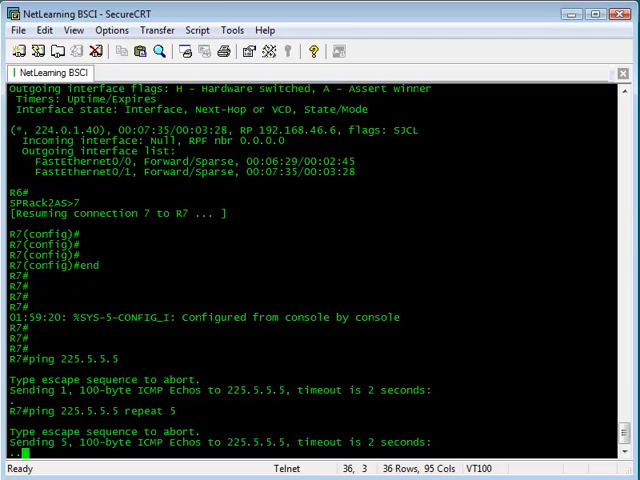 NetLearning BSCI - SecureCRT
File Edit View Options Transfer Script Tools Help
NetLearning BSCI
Outgoing interface flags: H - Hardware switched, A - Assert winner
Timers: Uptime/Expires
Interface state: Interface, Next-Hop or VCD, State/Mode
(*, 224.0.1.40), 00:07:35/00:03:28, RP 192.168.46.6, flags: SJCL
Incoming interface: Null, RPF nbr 0.0.0.0
Outgoing interface list:
FastEthernet0/0, Forward/Sparse, 00:06:29/00:02:45
FastEthernet0/1, Forward/Sparse, 00:07:35/00:03:28
R6#
SPRack2AS>7
[Resuming connection 7 to R7 ... ]
R7(config)#
R7(config)#
R7(config)#
R7(config)#end
R7#
R7#
R7#
R7#
01:59:20: %SYS-5-CONFIG_I: Configured from console by console
R7#
R7#
R7#
R7#ping 225.5.5.5
Type escape sequence to abort.
Sending 1, 100-byte ICMP Echos to 225.5.5.5, timeout is 2 seconds:
.
R7#ping 225.5.5.5 repeat 5
Type escape sequence to abort.
Sending 5, 100-byte ICMP Echos to 225.5.5.5, timeout is 2 seconds:
..
Ready Telnet 36, 3 36 Rows, 95 Cols VT100